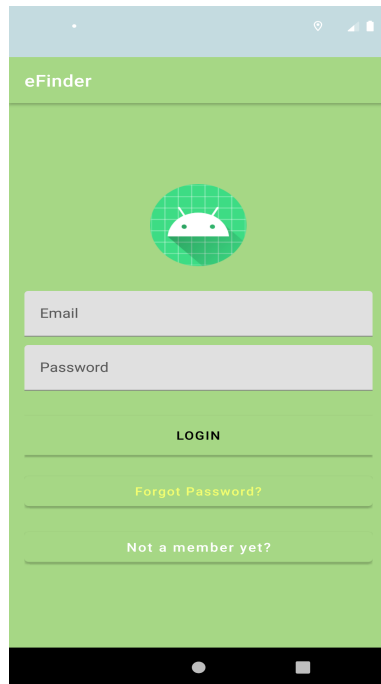 eFinder
Email
Password
LOGIN
Forgot Password?
Not a member yet?